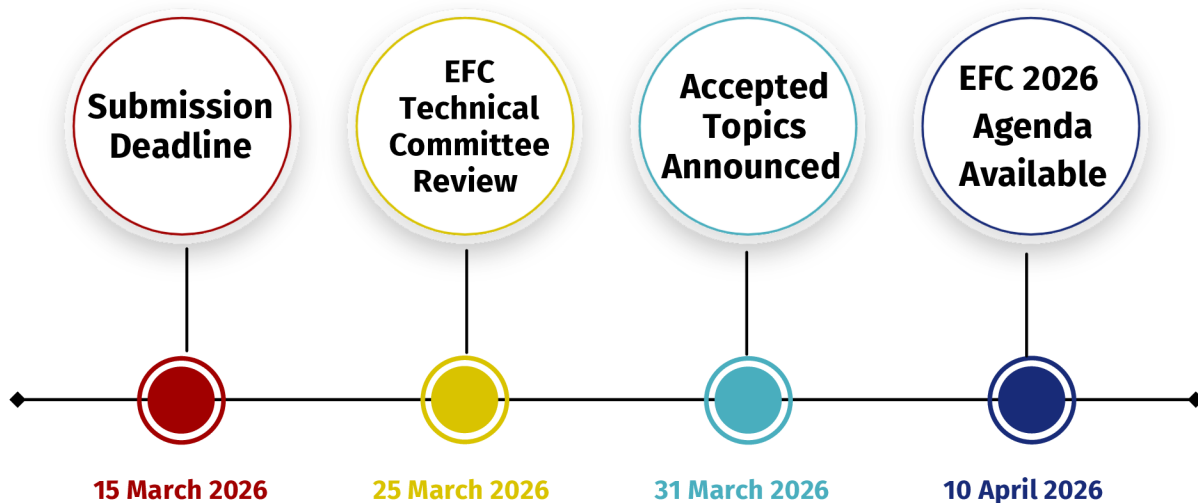 Submission
Deadline
EFC
Technical
Committee
Review
Accepted
Topics
Announced
EFC 2026
Agenda
Available
15 March 2026
25 March 2026
31 March 2026
10 April 2026